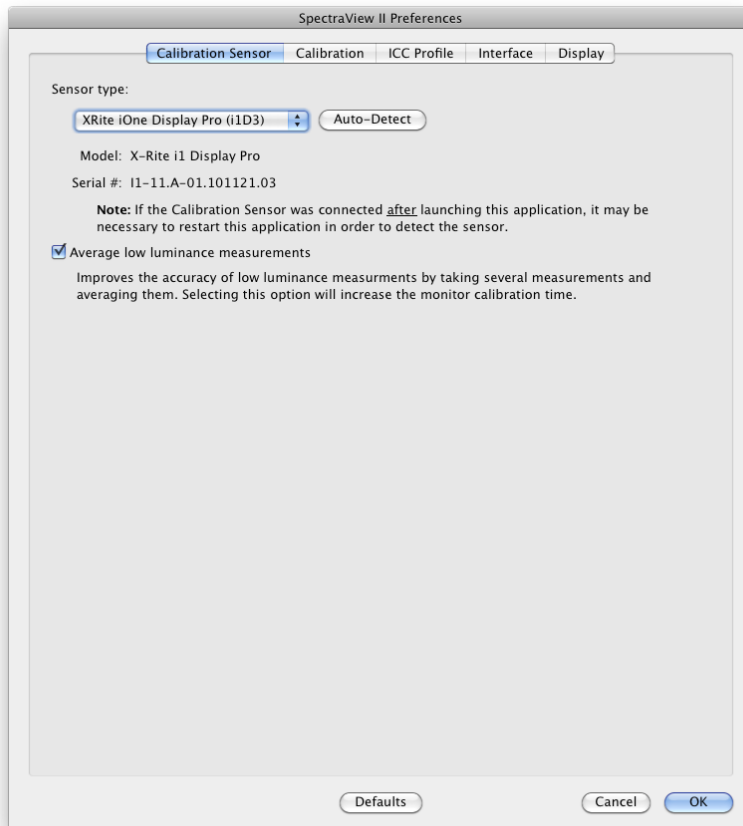 SpectraView II Preferences
Calibration Sensor Calibration ICC Profile Interface Display
Sensor type:
XRite iOne Display Pro (i1D3) Auto-Detect
Model: X-Rite i1 Display Pro
Serial #: I1-11.A-01.101121.03
Note: If the Calibration Sensor was connected after launching this application, it may be
necessary to restart this application in order to detect the sensor.
Average low luminance measurements
Improves the accuracy of low luminance measurments by taking several measurements and
averaging them. Selecting this option will increase the monitor calibration time.
Defaults Cancel OK